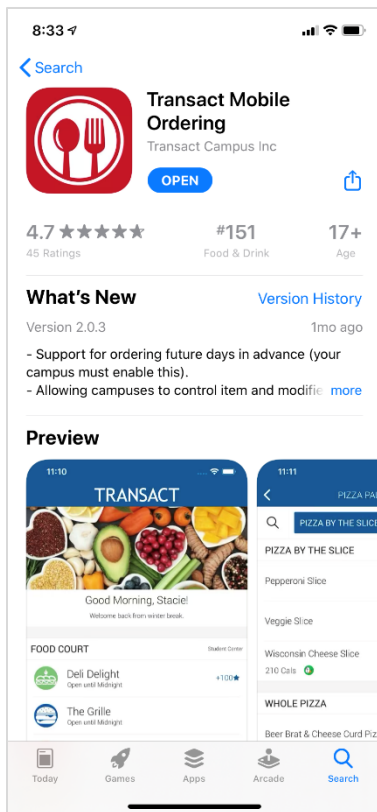 8:33
Search
Transact Mobile
Ordering
Transact Campus Inc
OPEN
4.7 #151 17+
45 Ratings Food & Drink Age
What's New Version History
Version 2.0.3 1mo ago
- Support for ordering future days in advance (your
campus must enable this).
- Allowing campuses to control item and modifie more
Preview
11:10
TRANSACT
Good Morning, Stacie!
Welcome back from winter break.
FOOD COURT Student Center
Deli Delight +100
Open until Midnight
The Grille
Open until Midnight
11:11
PIZZA PA
PIZZA BY THE SLICE
PIZZA BY THE SLICE
Pepperoni Slice
Veggie Slice
Wisconsin Cheese Slice
210 Cals
WHOLE PIZZA
Beer Brat & Cheese Curd Piz
Today Games Apps Arcade Search